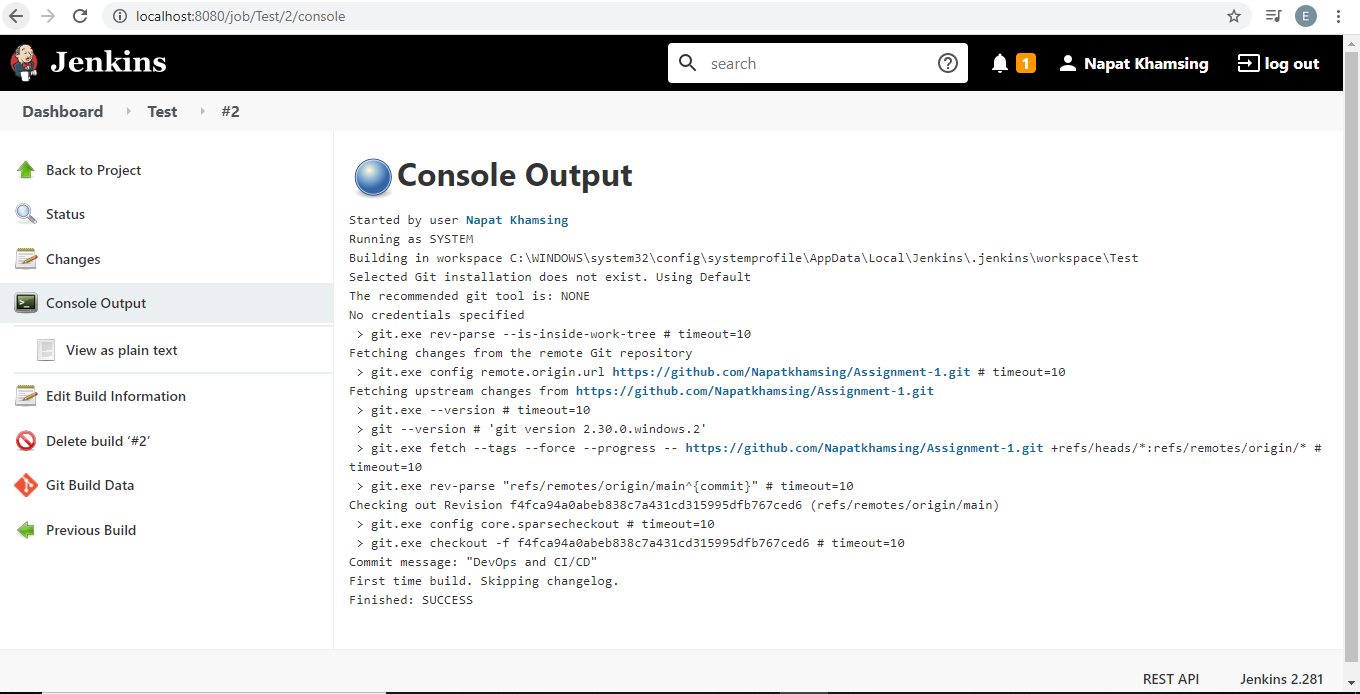 localhost:8080/job/Test/2/console
E
Jenkins
search
1
Napat Khamsing
log out
Dashboard
Test
#2
Back to Project
Status
Changes
Console Output
View as plain text
Edit Build Information
Delete build ‘#2’
Git Build Data
Previous Build
Console Output
Started by user Napat Khamsing
Running as SYSTEM
Building in workspace C:\WINDOWS\system32\config\systemprofile\AppData\Local\Jenkins\.jenkins\workspace\Test
Selected Git installation does not exist. Using Default
The recommended git tool is: NONE
No credentials specified
> git.exe rev-parse --is-inside-work-tree # timeout=10
Fetching changes from the remote Git repository
> git.exe config remote.origin.url https://github.com/Napatkhamsing/Assignment-1.git # timeout=10
Fetching upstream changes from https://github.com/Napatkhamsing/Assignment-1.git
> git.exe --version # timeout=10
> git --version # 'git version 2.30.0.windows.2'
> git.exe fetch --tags --force --progress -- https://github.com/Napatkhamsing/Assignment-1.git +refs/heads/*:refs/remotes/origin/* #
timeout=10
> git.exe rev-parse "refs/remotes/origin/main^{commit}" # timeout=10
Checking out Revision f4fca94a0abeb838c7a431cd315995dfb767ced6 (refs/remotes/origin/main)
> git.exe config core.sparsecheckout # timeout=10
> git.exe checkout -f f4fca94a0abeb838c7a431cd315995dfb767ced6 # timeout=10
Commit message: "DevOps and CI/CD"
First time build. Skipping changelog.
Finished: SUCCESS
REST API
Jenkins 2.281